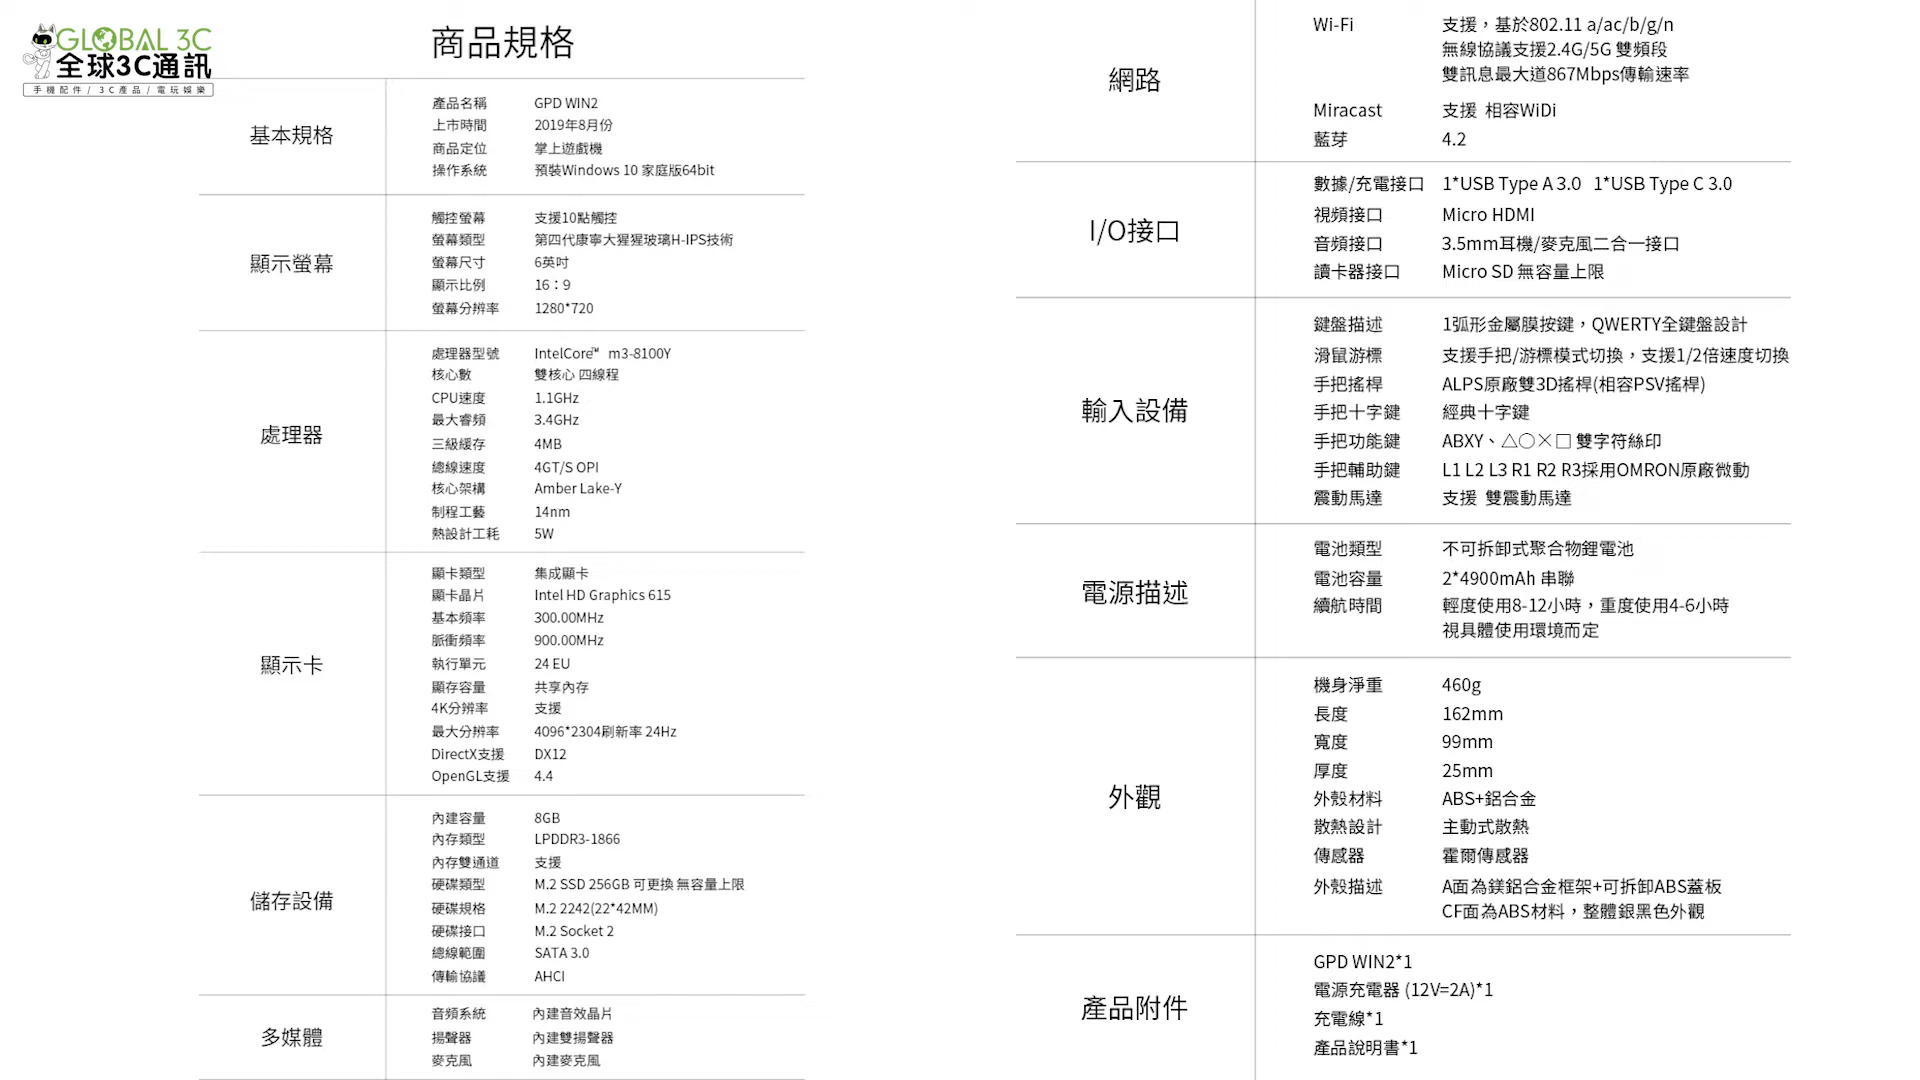 GLOBAL 3C
全球3C通訊
手機配件/ 3C產品/ 電玩娛樂
商品規格
基本規格
產品名稱 GPD WIN2
上市時間 2019年8月份
商品定位 掌上遊戲機
操作系統 預裝Windows 10 家庭版64bit
顯示螢幕
觸控螢幕 支援10點觸控
螢幕類型 第四代康寧大猩猩玻璃H-IPS技術
螢幕尺寸 6英吋
顯示比例 16:9
螢幕分辨率 1280*720
處理器
處理器型號 IntelCore™ m3-8100Y
核心數 雙核心 四線程
CPU速度 1.1GHz
最大睿頻 3.4GHz
三級緩存 4MB
總線速度 4GT/S OPI
核心架構 Amber Lake-Y
制程工藝 14nm
熱設計工耗 5W
顯示卡
顯卡類型 集成顯卡
顯卡晶片 Intel HD Graphics 615
基本頻率 300.00MHz
脈衝頻率 900.00MHz
執行單元 24 EU
顯存容量 共享內存
4K分辨率 支援
最大分辨率 4096*2304刷新率 24Hz
DirectX支援 DX12
OpenGL支援 4.4
儲存設備
內建容量 8GB
內存類型 LPDDR3-1866
內存雙通道 支援
硬碟類型 M.2 SSD 256GB 可更換 無容量上限
硬碟規格 M.2 2242(22*42MM)
硬碟接口 M.2 Socket 2
總線範圍 SATA 3.0
傳輸協議 AHCI
多媒體
音頻系統 內建音效晶片
揚聲器 內建雙揚聲器
麥克風 內建麥克風
網路
Wi-Fi 支援,基於802.11 a/ac/b/g/n
無線協議支援2.4G/5G 雙頻段
雙訊息最大道867Mbps傳輸速率
Miracast 支援 相容WiDi
藍芽 4.2
I/O接口
數據/充電接口 1*USB Type A 3.0 1*USB Type C 3.0
視頻接口 Micro HDMI
音頻接口 3.5mm耳機/麥克風二合一接口
讀卡器接口 Micro SD 無容量上限
輸入設備
鍵盤描述 1弧形金屬膜按鍵,QWERTY全鍵盤設計
滑鼠游標 支援手把/游標模式切換,支援1/2倍速度切換
手把搖桿 ALPS原廠雙3D搖桿(相容PSV搖桿)
手把十字鍵 經典十字鍵
手把功能鍵 ABXY、△○×□ 雙字符絲印
手把輔助鍵 L1 L2 L3 R1 R2 R3採用OMRON原廠微動
震動馬達 支援 雙震動馬達
電源描述
電池類型 不可拆卸式聚合物鋰電池
電池容量 2*4900mAh 串聯
續航時間 輕度使用8-12小時,重度使用4-6小時
視具體使用環境而定
外觀
機身淨重 460g
長度 162mm
寬度 99mm
厚度 25mm
外殼材料 ABS+鋁合金
散熱設計 主動式散熱
傳感器 霍爾傳感器
外殼描述 A面為鎂鋁合金框架+可拆卸ABS蓋板
CF面為ABS材料,整體銀黑色外觀
產品附件
GPD WIN2*1
電源充電器 (12V=2A)*1
充電線*1
產品說明書*1